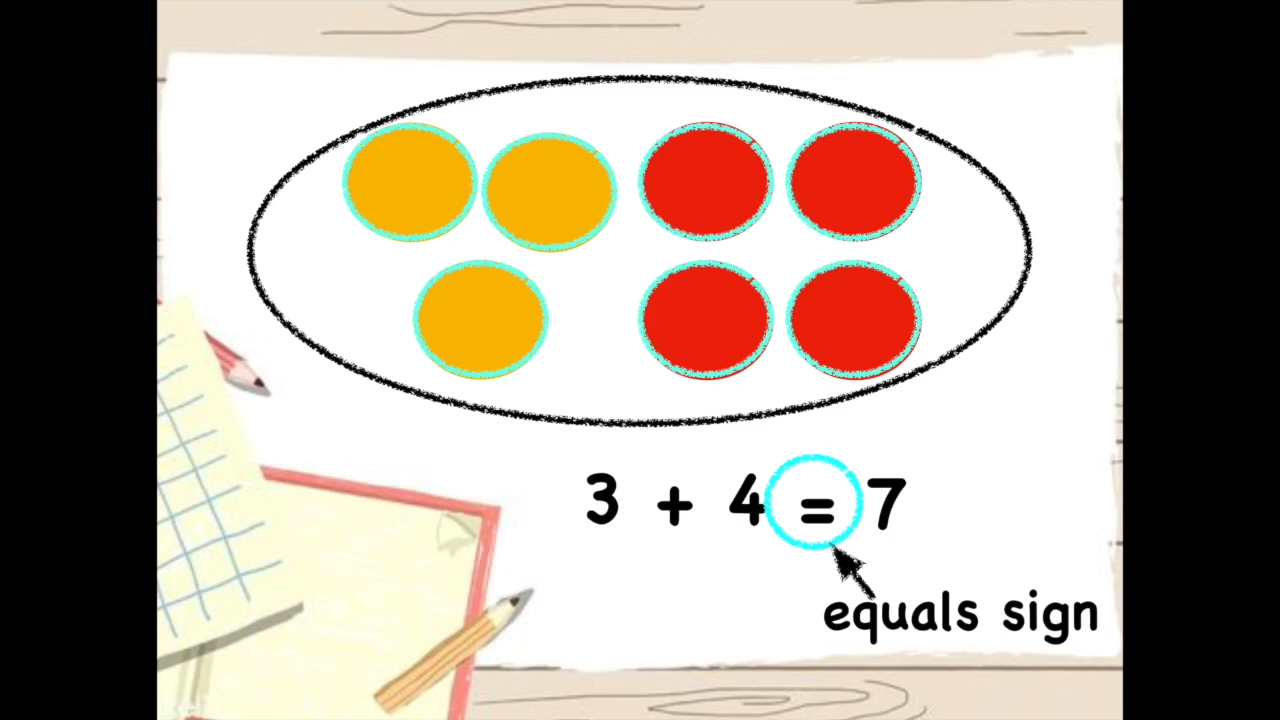 3 + 4 = 7
equals sign